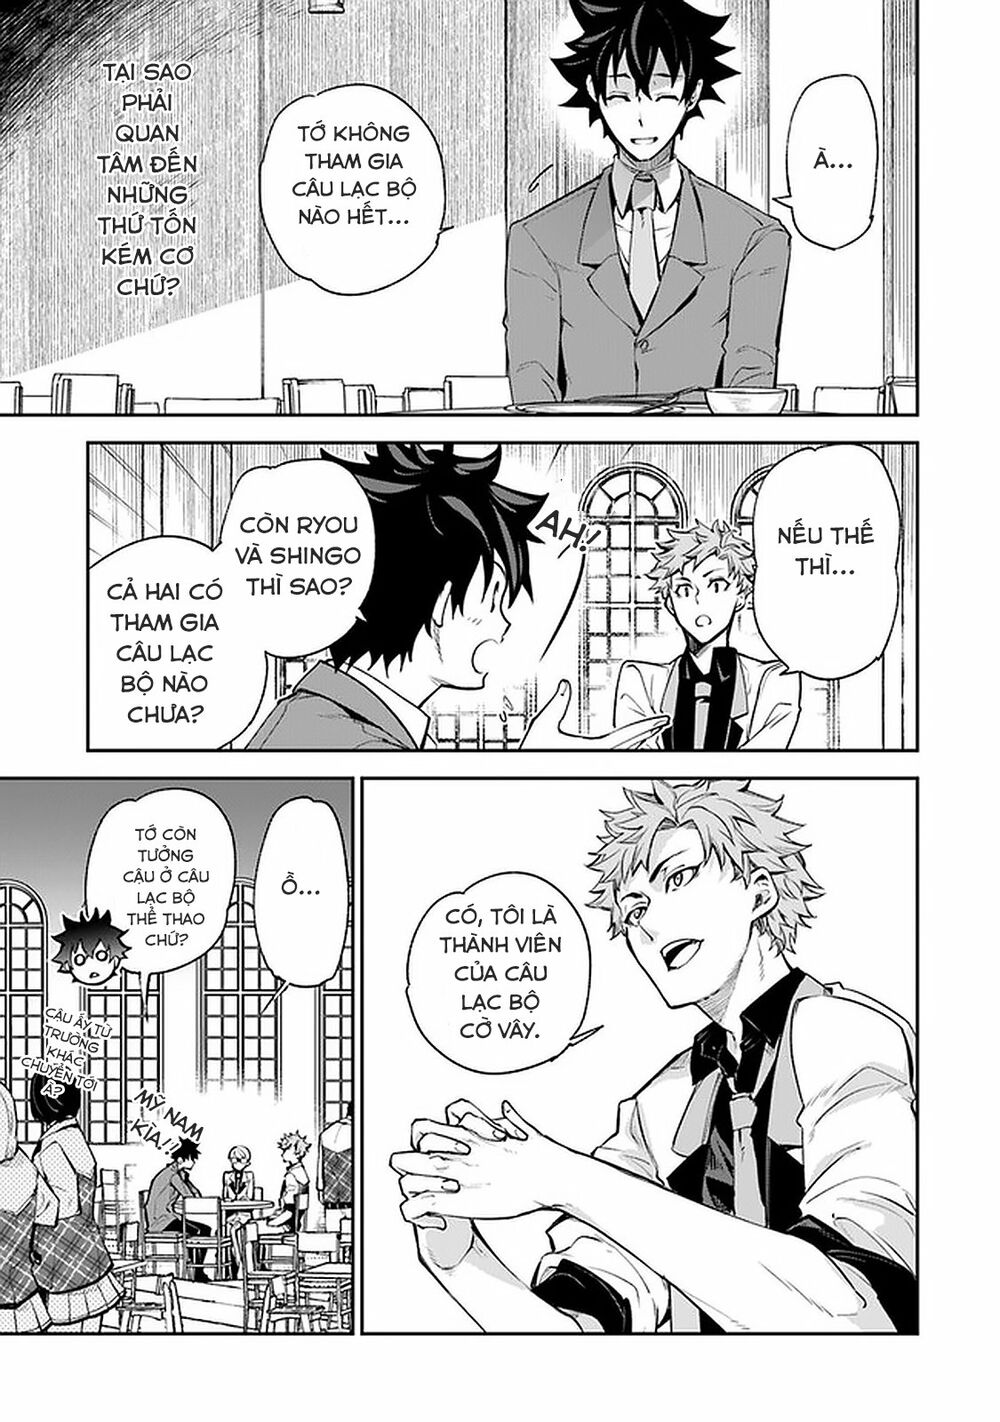 À...
TỚ KHÔNG
THAM GIA
CÂU LẠC BỘ
NÀO HẾT...
TẠI SAO
PHẢI
QUAN
TÂM ĐẾN
NHỮNG
THỨ TỐN
KÉM CƠ
CHỨ?
NẾU THẾ
THÌ...
AH!
CÒN RYOU
VÀ SHINGO
THÌ SAO?
CẢ HAI CÓ
THAM GIA
CÂU LẠC
BỘ NÀO
CHƯA?
CÓ, TÔI LÀ
THÀNH VIÊN
CỦA CÂU
LẠC BỘ
CỜ VÂY.
Ồ...
TỚ CÒN
TƯỞNG
CẬU Ở CÂU
LẠC BỘ
THỂ THAO
CHỨ?
CẬU ẤY TỪ
TRƯỜNG
KHÁC
CHUYỂN TỚI
À?
MỸ NAM
KIA!!